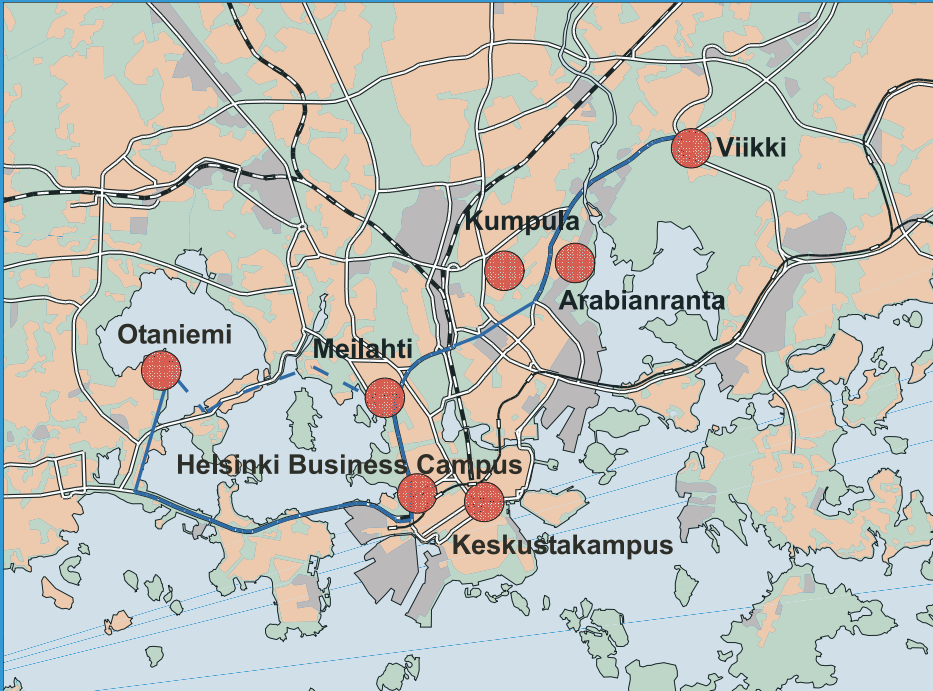 Viikki
Kumpula
Arabianranta
Otaniemi
Meilahti
Helsinki Business Campus
Keskustakampus